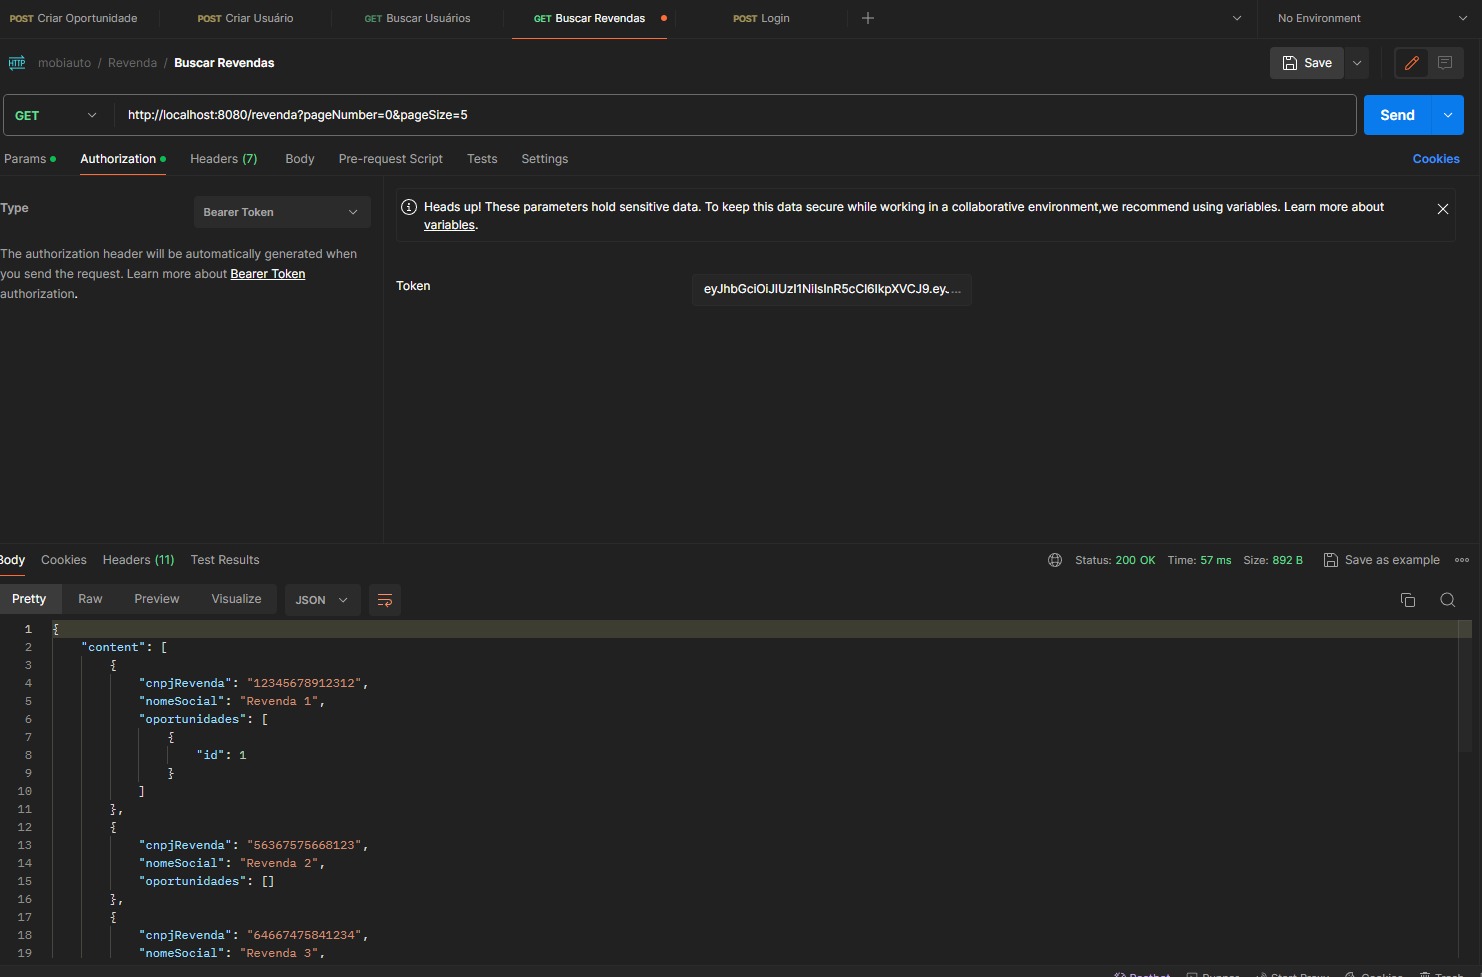 POST Criar Oportunidade POST Criar Usuário GET Buscar Usuários GET Buscar Revendas POST Login No Environment
HTTP mobiauto / Revenda / Buscar Revendas Save
GET http://localhost:8080/revenda?pageNumber=0&pageSize=5 Send
Params Authorization Headers (7) Body Pre-request Script Tests Settings Cookies
Type Bearer Token
The authorization header will be automatically generated when
you send the request. Learn more about Bearer Token
authorization.
Heads up! These parameters hold sensitive data. To keep this data secure while working in a collaborative environment,we recommend using variables. Learn more about
variables.
Token eyJhbGciOiJIUzI1NiIsInR5cCI6IkpXVCJ9.ey....
Body Cookies Headers (11) Test Results Status: 200 OK Time: 57 ms Size: 892 B Save as example
Pretty Raw Preview Visualize JSON
1 {
2 "content": [
3 {
4 "cnpjRevenda": "12345678912312",
5 "nomeSocial": "Revenda 1",
6 "oportunidades": [
7 {
8 "id": 1
9 }
10 ]
11 },
12 {
13 "cnpjRevenda": "56367575668123",
14 "nomeSocial": "Revenda 2",
15 "oportunidades": []
16 },
17 {
18 "cnpjRevenda": "64667475841234",
19 "nomeSocial": "Revenda 3",
Postbot Runner Start Proxy Cookies Trash